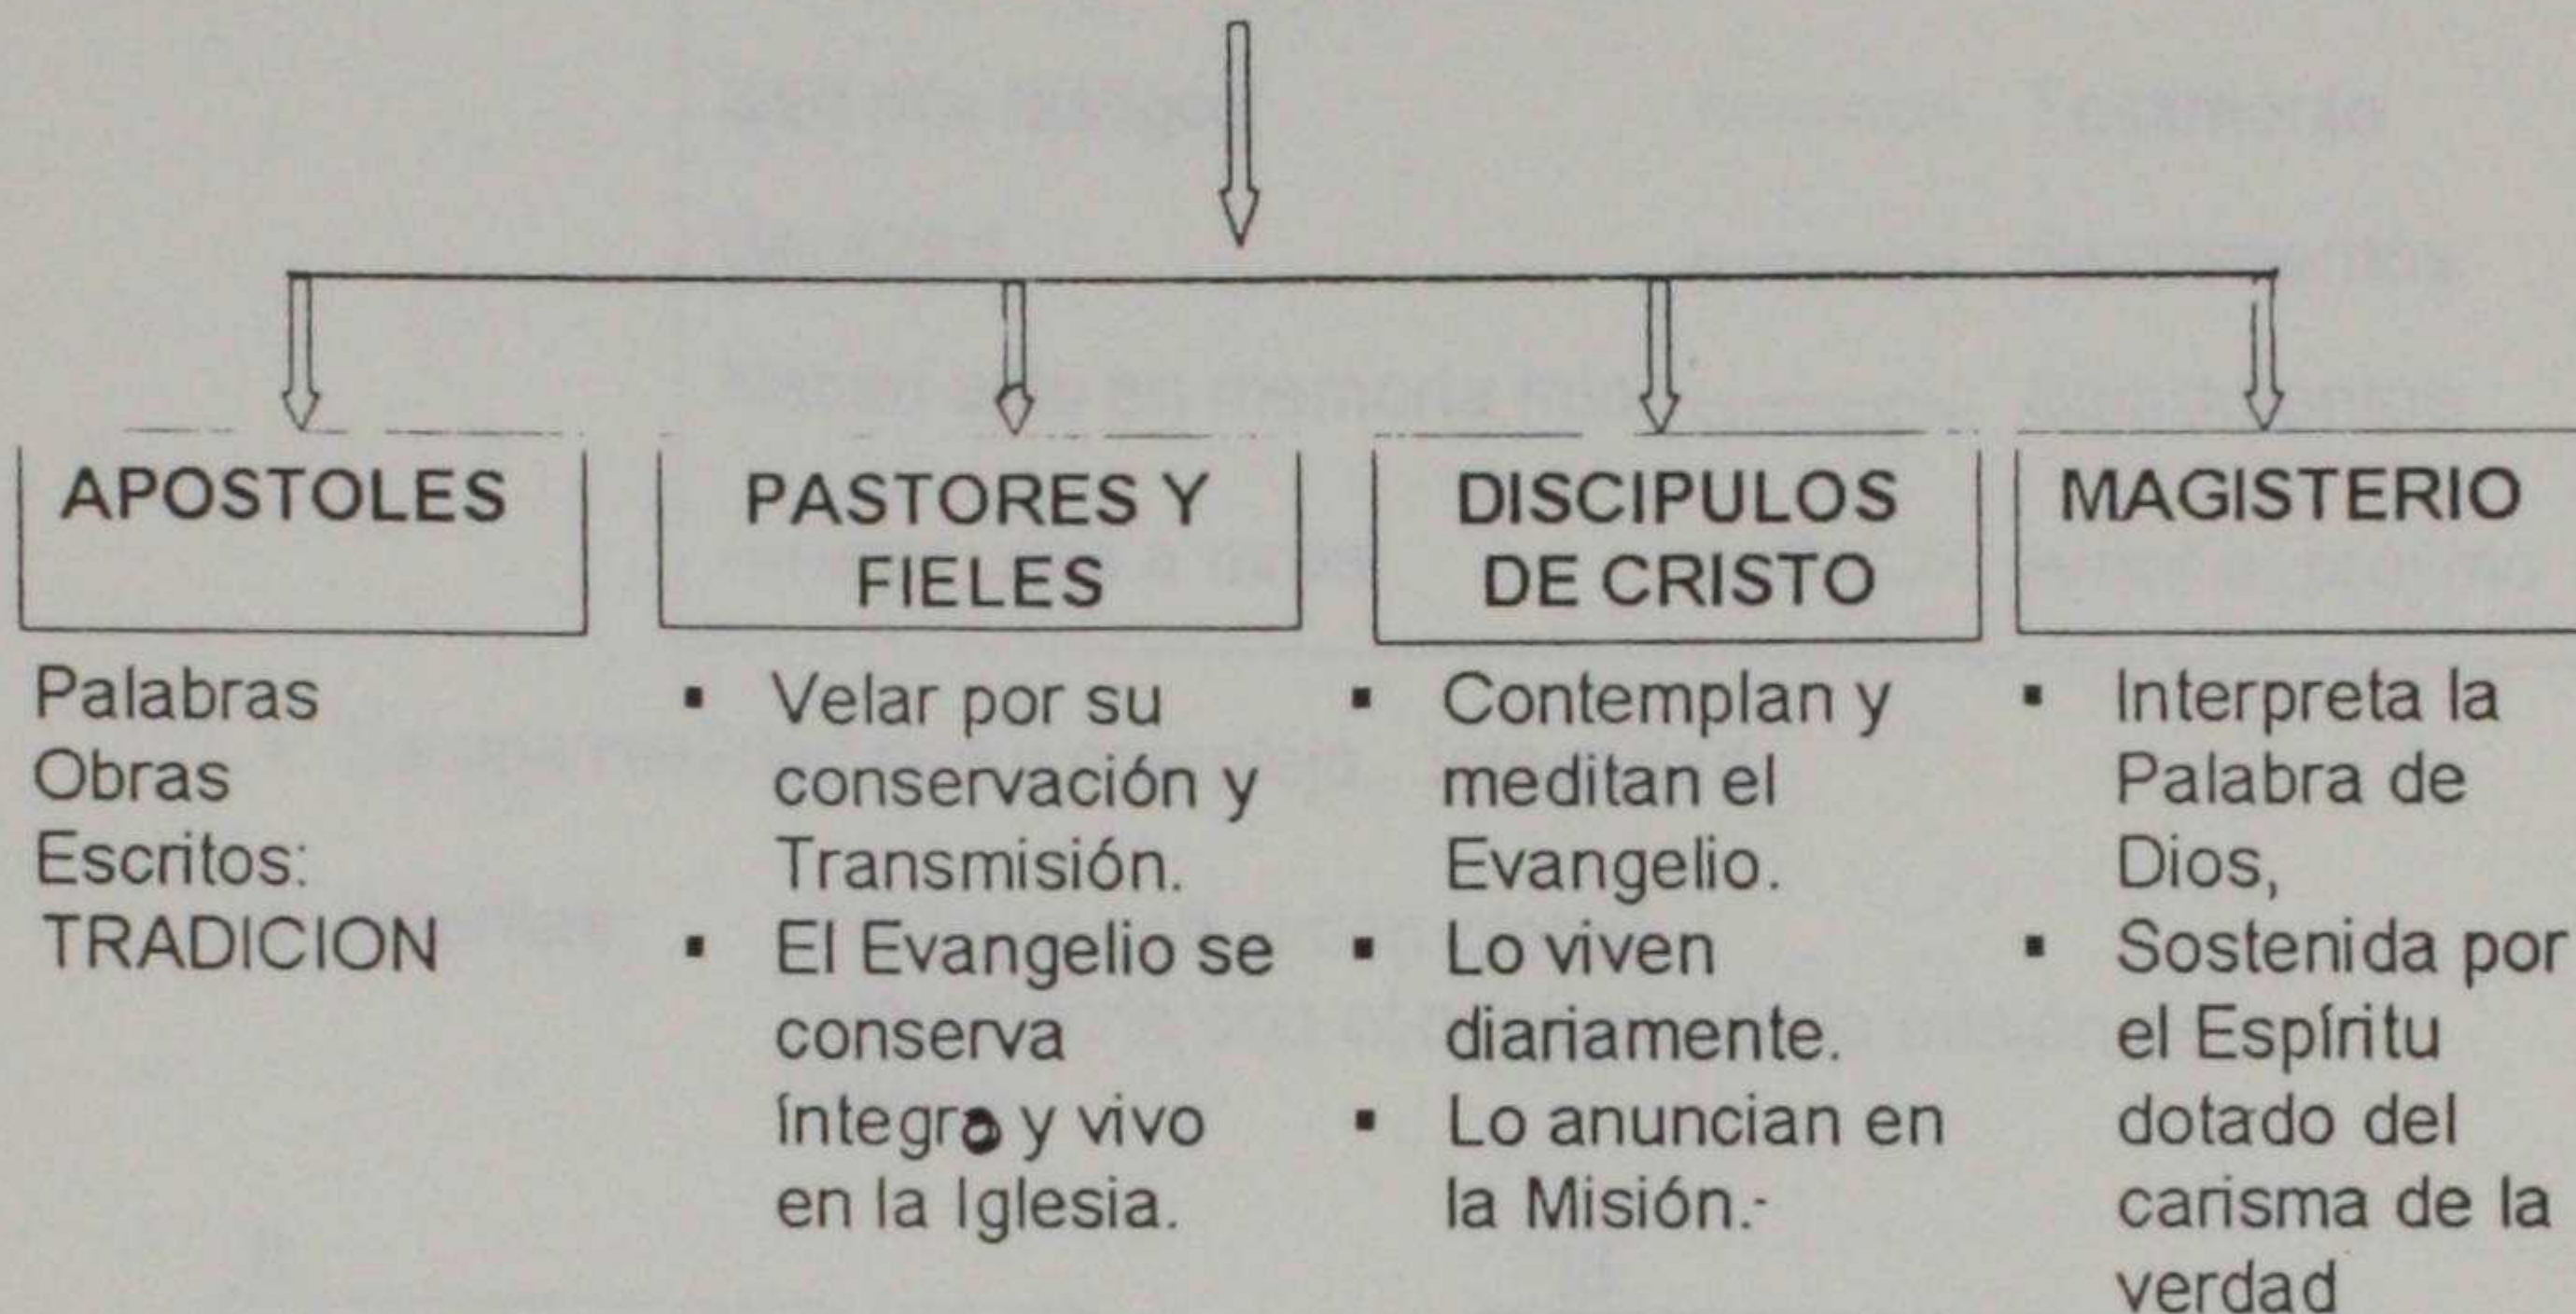 APOSTOLES
Palabras
Obras
Escritos:
TRADICION
PASTORES Y
FIELES
▪ Velar por su
conservación y
Transmisión.
▪ El Evangelio se
conserva
íntegro y vivo
en la Iglesia.
DISCIPULOS
DE CRISTO
▪ Contemplan y
meditan el
Evangelio.
▪ Lo viven
diariamente.
▪ Lo anuncian en
la Misión.-
MAGISTERIO
▪ Interpreta la
Palabra de
Dios,
▪ Sostenida por
el Espíritu
dotado del
carisma de la
verdad